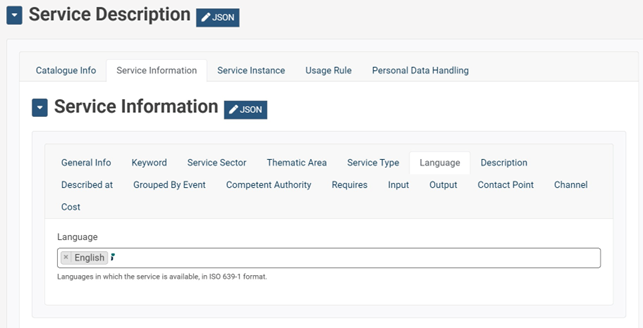 Service Description JSON
Catalogue Info Service Information Service Instance Usage Rule Personal Data Handling
Service Information JSON
General Info Keyword Service Sector Thematic Area Service Type Language Description
Described at Grouped By Event Competent Authority Requires Input Output Contact Point Channel
Cost
Language
× English
Languages in which the service is available, in ISO 639-1 format.